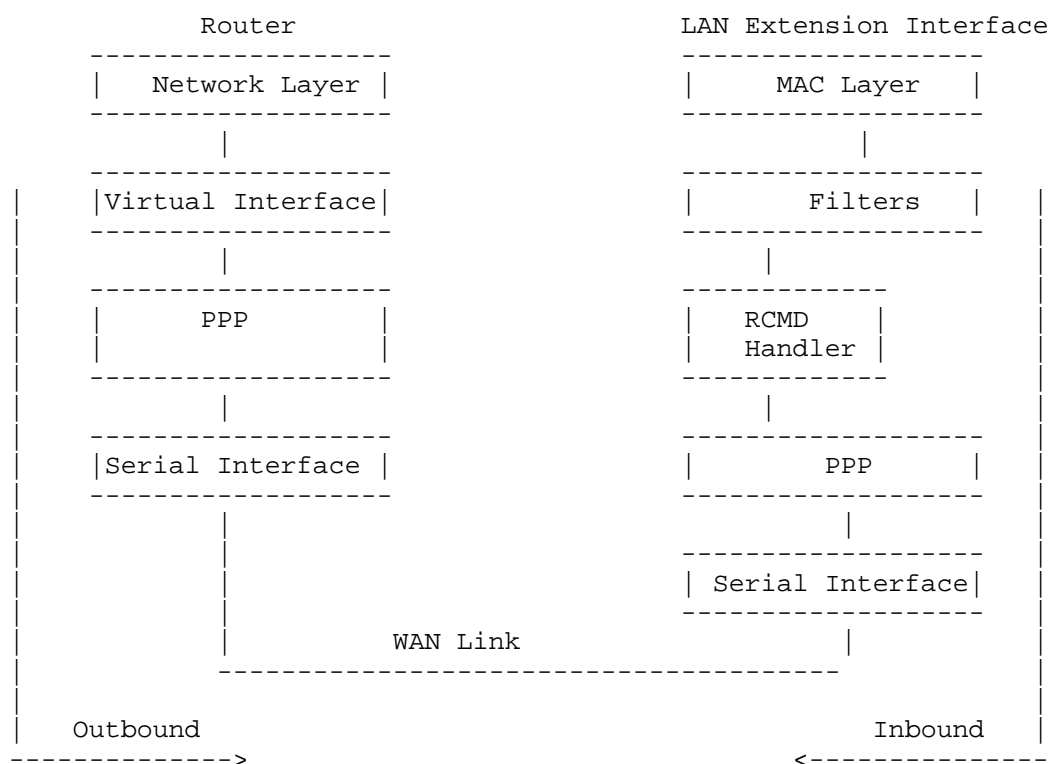 Router LAN Extension Interface
Network Layer MAC Layer
Virtual Interface Filters
PPP RCMD
Handler
Serial Interface PPP
Serial Interface
WAN Link
Outbound Inbound